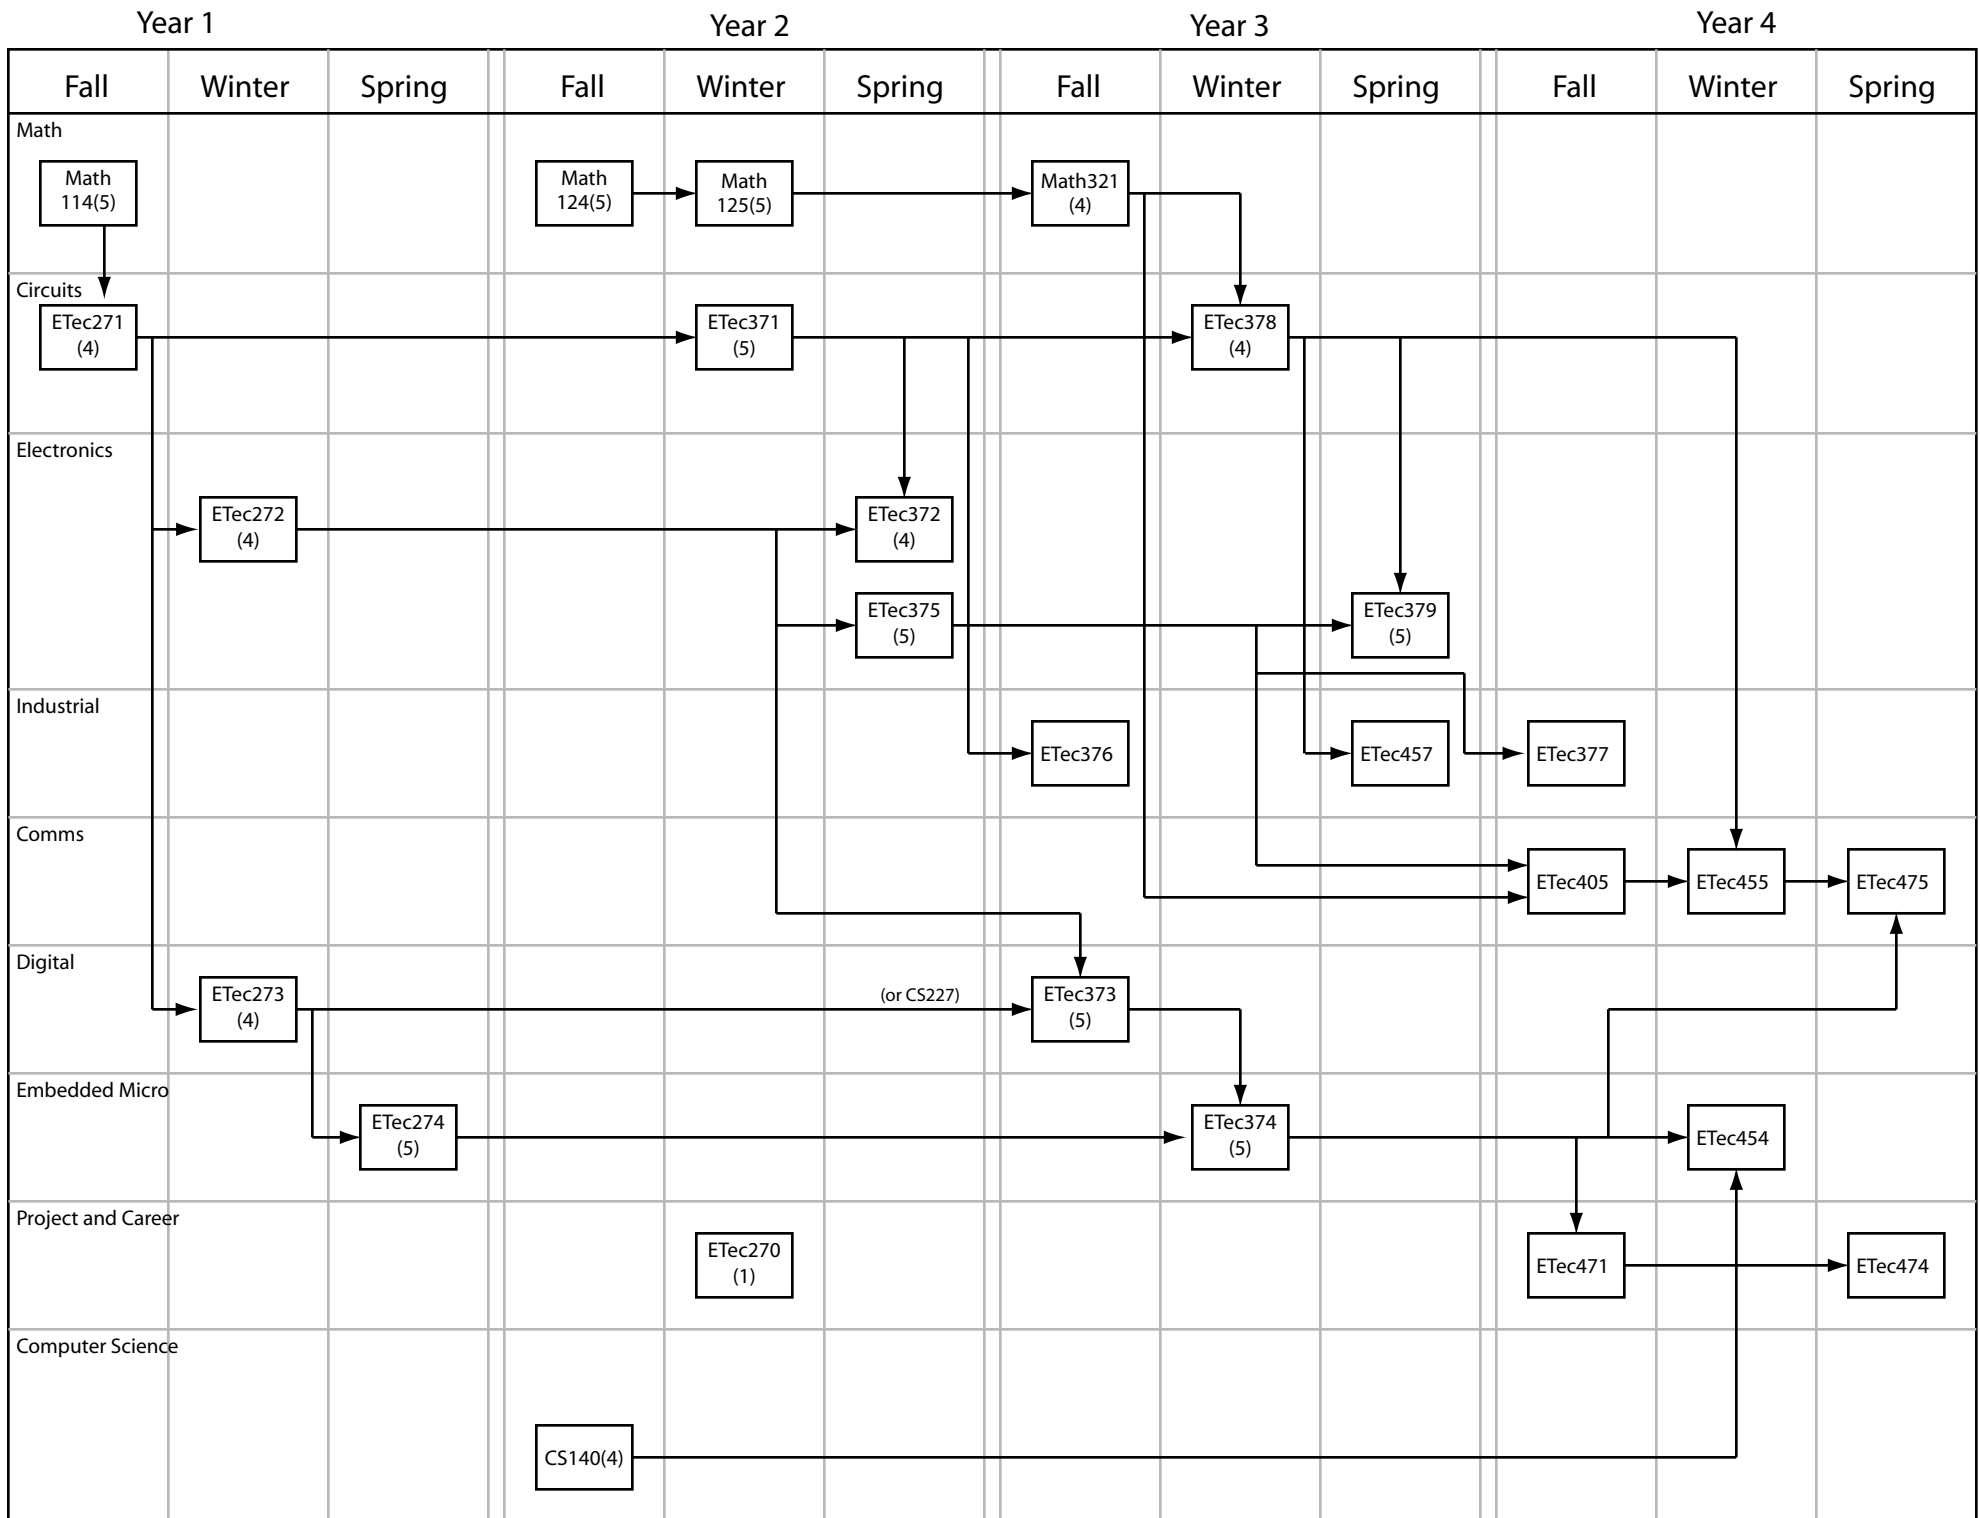 Year 1
Year 2
Year 3
Year 4
Fall
Winter
Spring
Fall
Winter
Spring
Fall
Winter
Spring
Fall
Winter
Spring
Math
Math
114(5)
Math
124(5)
Math
125(5)
Math321
(4)
Circuits
ETec271
(4)
ETec371
(5)
ETec378
(4)
Electronics
ETec272
(4)
ETec372
(4)
ETec375
(5)
ETec379
(5)
Industrial
ETec376
ETec457
ETec377
Comms
ETec405
ETec455
ETec475
Digital
ETec273
(4)
(or CS227)
ETec373
(5)
Embedded Micro
ETec274
(5)
ETec374
(5)
ETec454
Project and Career
ETec270
(1)
ETec471
ETec474
Computer Science
CS140(4)